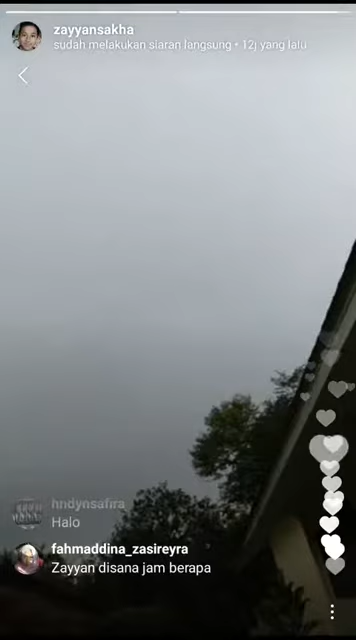 zayyansakha
sudah melakukan siaran langsung • 12j yang lalu
hndynsafira
Halo
fahmaddina_zasireyra
Zayyan disana jam berapa